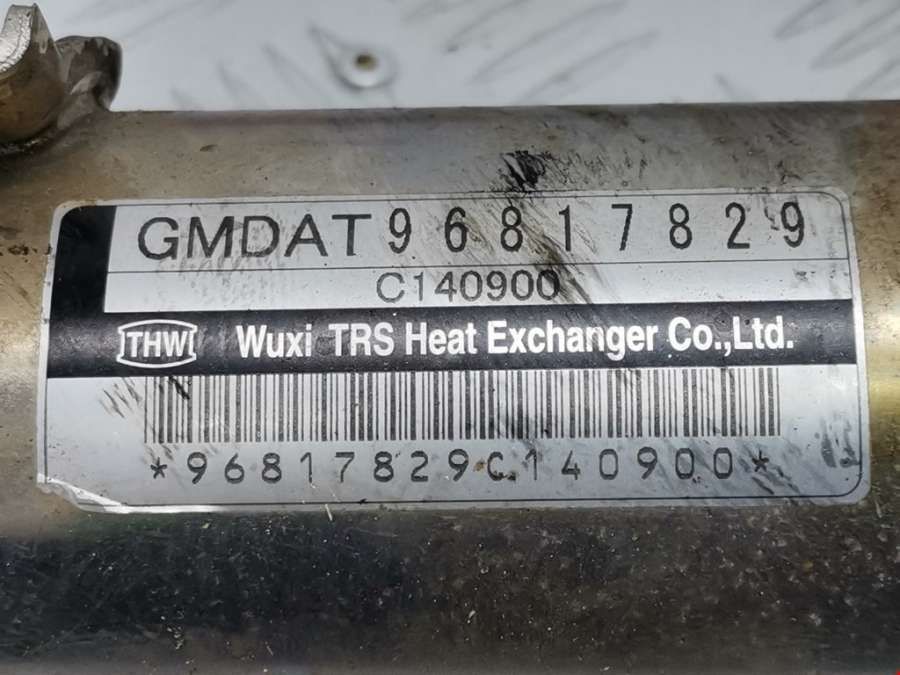 GMDAT 96817829
C140900
THW Wuxi TRS Heat Exchanger Co.,Ltd.
*96817829C140900*